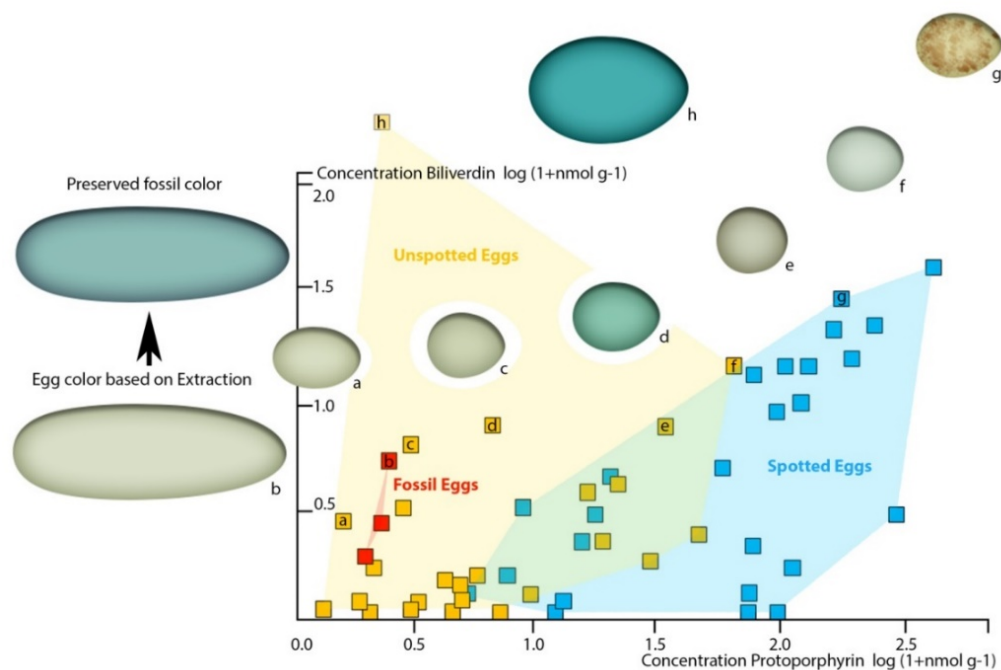 g
h
h
Concentration Biliverdin log (1+nmol g-1)
f
Preserved fossil color
2.0
Unspotted Eggs
e
1.5
g
d
c
a
f
Egg color based on Extraction
1.0
d
e
c
b
Spotted Eggs
Fossil Eggs
b
0.5
a
0.0
0.5
1.0
1.5
2.0
2.5
Concentration Protoporphyrin log (1+nmol g-1)